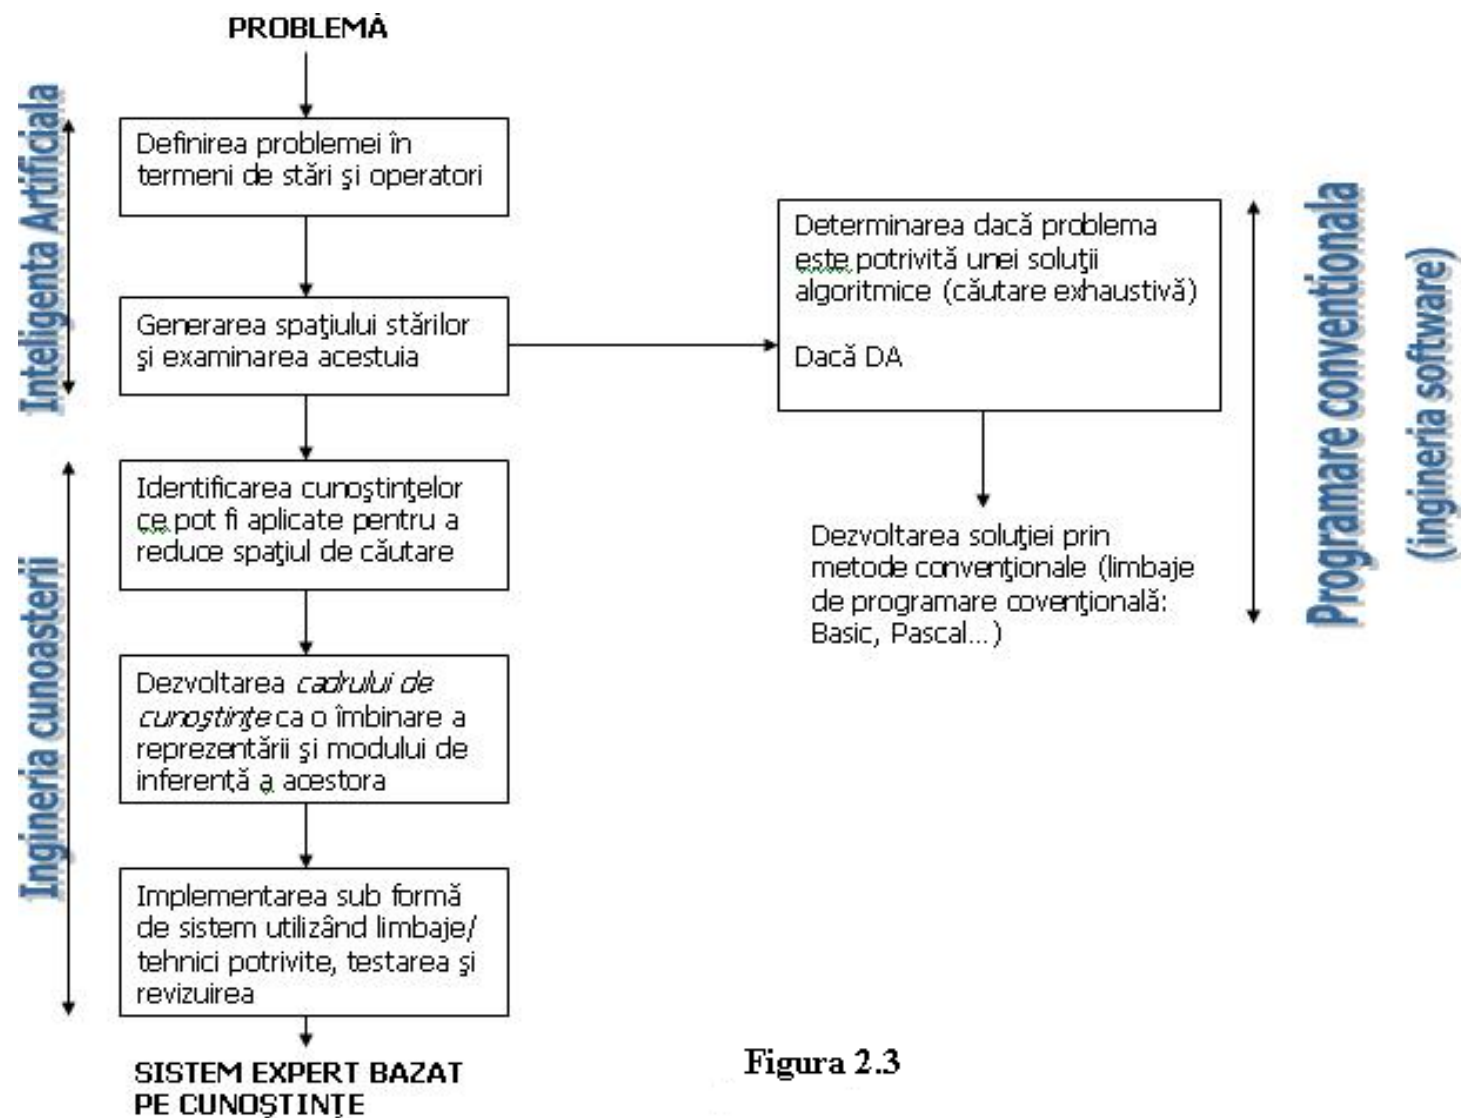 PROBLEMĂ
Inteligenta Artificiala
Definirea problemei în
termeni de stări şi operatori
Generarea spaţiului stărilor
şi examinarea acestuia
Determinarea dacă problema
este potrivită unei soluţii
algoritmice (căutare exhaustivă)
Dacă DA
Dezvoltarea soluţiei prin
metode convenţionale (limbaje
de programare covenţională:
Basic, Pascal...)
Programare conventionala
(ingineria software)
Ingineria cunoasterii
Identificarea cunoştinţelor
ce pot fi aplicate pentru a
reduce spaţiul de căutare
Dezvoltarea cadrului de
cunoştinţe ca o îmbinare a
reprezentării şi modului de
inferenţă a acestora
Implementarea sub formă
de sistem utilizând limbaje/
tehnici potrivite, testarea şi
revizuirea
SISTEM EXPERT BAZAT
PE CUNOŞTINŢE
Figura 2.3